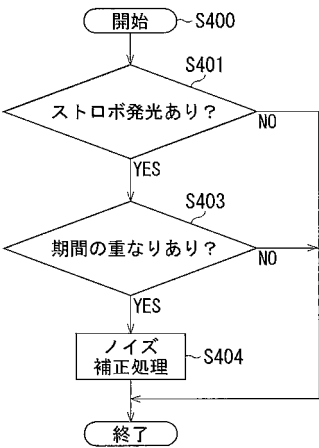 開始
S400
S401
ストロボ発光あり？
NO
YES
S403
期間の重なりあり？
NO
YES
ノイズ
補正処理
S404
終了